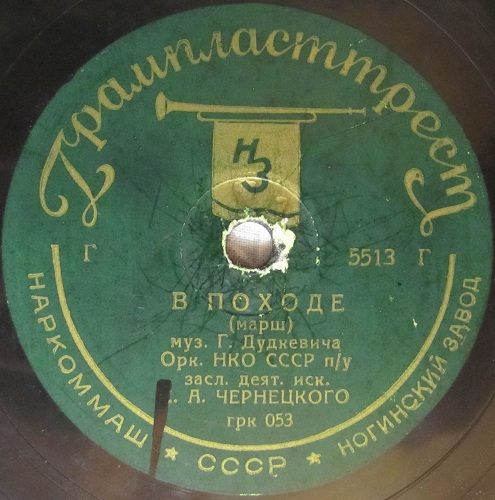 Грампласттрест
НЗ
Г 5513 Г
В ПОХОДЕ
(марш)
муз. Г. Дудкевича
Орк. НКО СССР п/у
засл. деят. иск.
. А. ЧЕРНЕЦКОГО
грк 053
НАРКОММАШ ★ СССР ★ НОГИНСКИЙ ЗАВОД